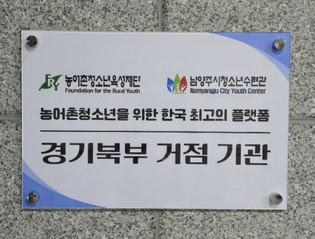 농어촌청소년육성재단
Foundation for the Rural Youth
남양주시청소년수련관
Namyangju City Youth Center
농어촌청소년을 위한 한국 최고의 플랫폼
경기북부 거점 기관